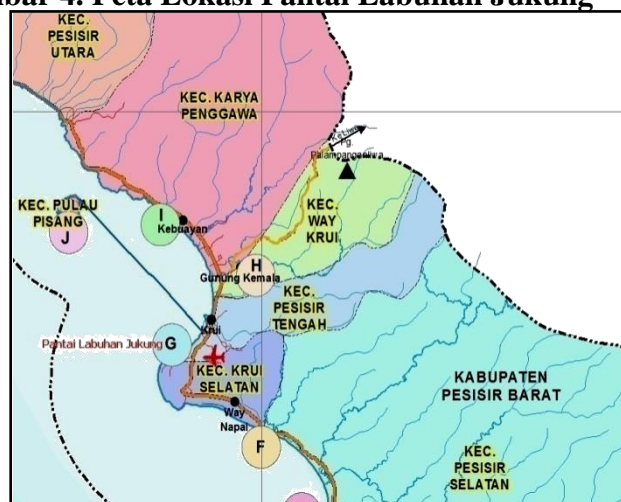 Peta Lokasi Pantai Labuhan Jukung
KEC.
PESISIR
UTARA
KEC. KARYA
PENGGAWA
Pg.
KEC. PULAU
PISANG
J
I
Kebuayan
KEC.
WAY
KRUI
H
Gunung Kemala
KEC.
PESISIR
TENGAH
Krui
Pantai Labuhan Jukung
G
KEC. KRUI
SELATAN
Way
Napal
F
KABUPATEN
PESISIR BARAT
KEC.
PESISIR
SELATAN